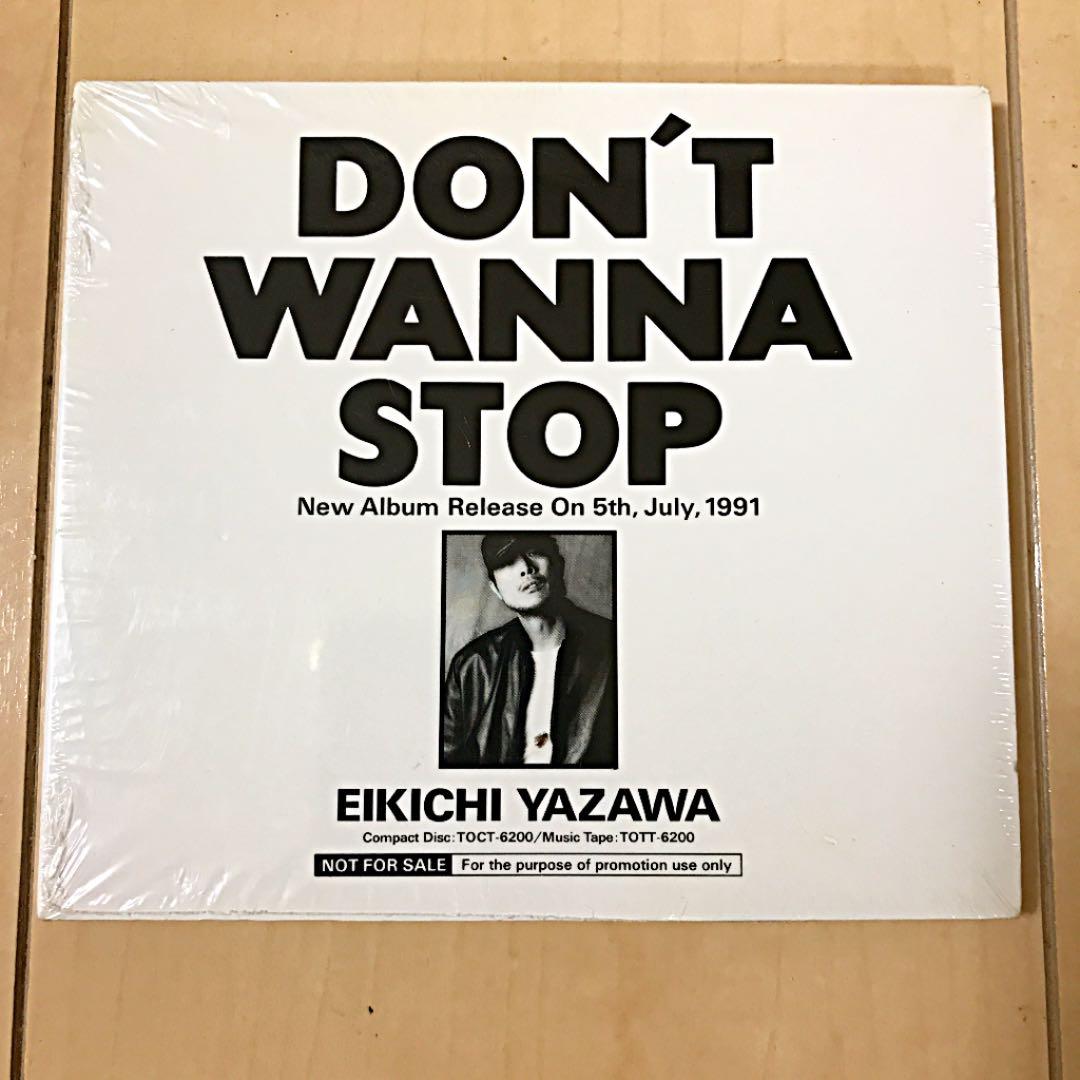 DON´T
WANNA
STOP
New Album Release On 5th, July, 1991
EIKICHI YAZAWA
Compact Disc: TOCT-6200/Music Tape: TOTT-6200
NOT FOR SALE For the purpose of promotion use only